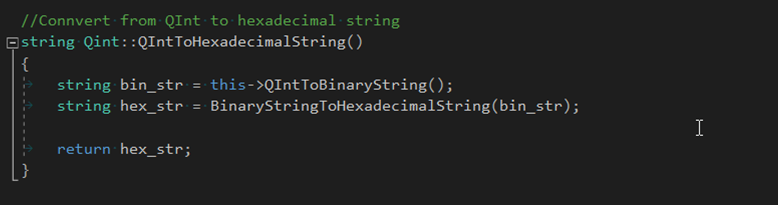 //Connvert from QInt to hexadecimal string
string Qint::QIntToHexadecimalString()
{
string bin_str = this->QIntToBinaryString();
string hex_str = BinaryStringToHexadecimalString(bin_str);
return hex_str;
}